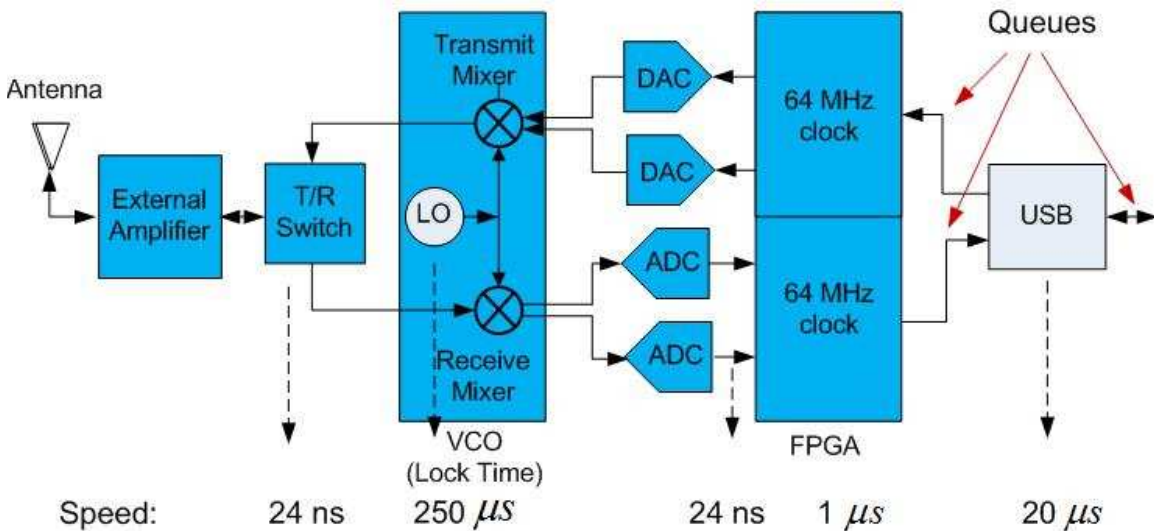 Queues
Antenna
External
Amplifier
T/R
Switch
Transmit
Mixer
LO
Receive
Mixer
VCO
(Lock Time)
DAC
DAC
ADC
ADC
64 MHz
clock
64 MHz
clock
FPGA
USB
Speed: 24 ns 250 μs 24 ns 1 μs 20 μs